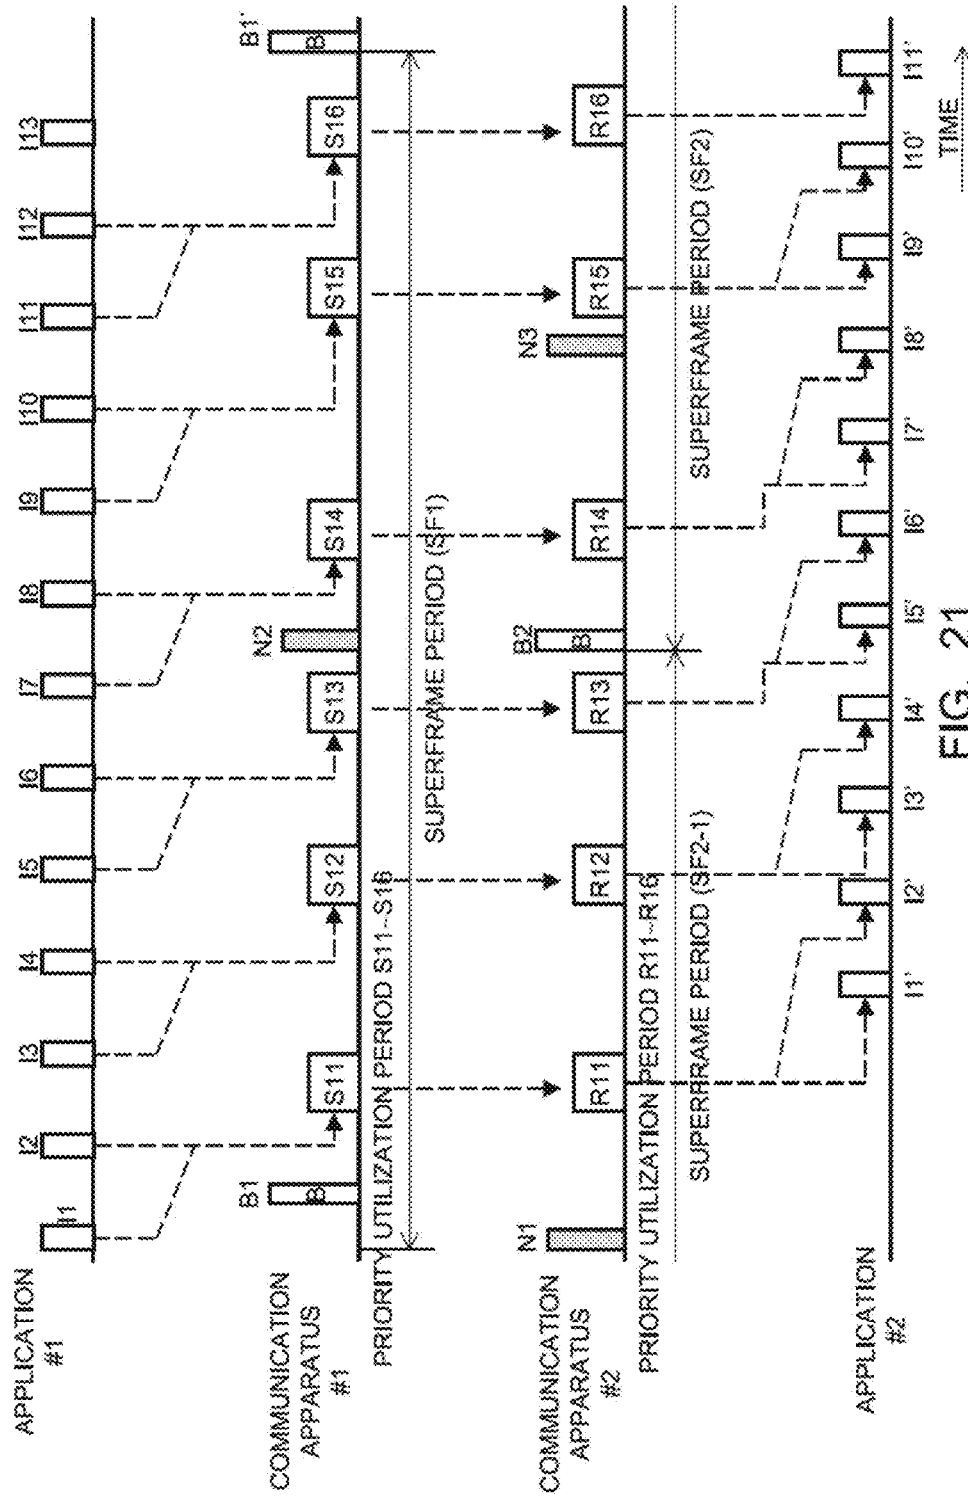 APPLICATION
#1
I1
I2
I3
I4
I5
I6
I7
I8
I9
I10
I11
I12
I13
COMMUNICATION
APPARATUS
#1
B1
B
S11
S12
S13
N2
S14
S15
S16
B1'
B
PRIORITY UTILIZATION PERIOD S11~S16
SUPERFRAME PERIOD (SF1)
COMMUNICATION
APPARATUS
#2
N1
R11
R12
R13
B2
B
R14
N3
R15
R16
PRIORITY UTILIZATION PERIOD R11~R16
SUPERFRAME PERIOD (SF2-1)
SUPERFRAME PERIOD (SF2)
APPLICATION
#2
I1'
I2'
I3'
I4'
I5'
I6'
I7'
I8'
I9'
I10'
I11'
TIME
FIG. 21